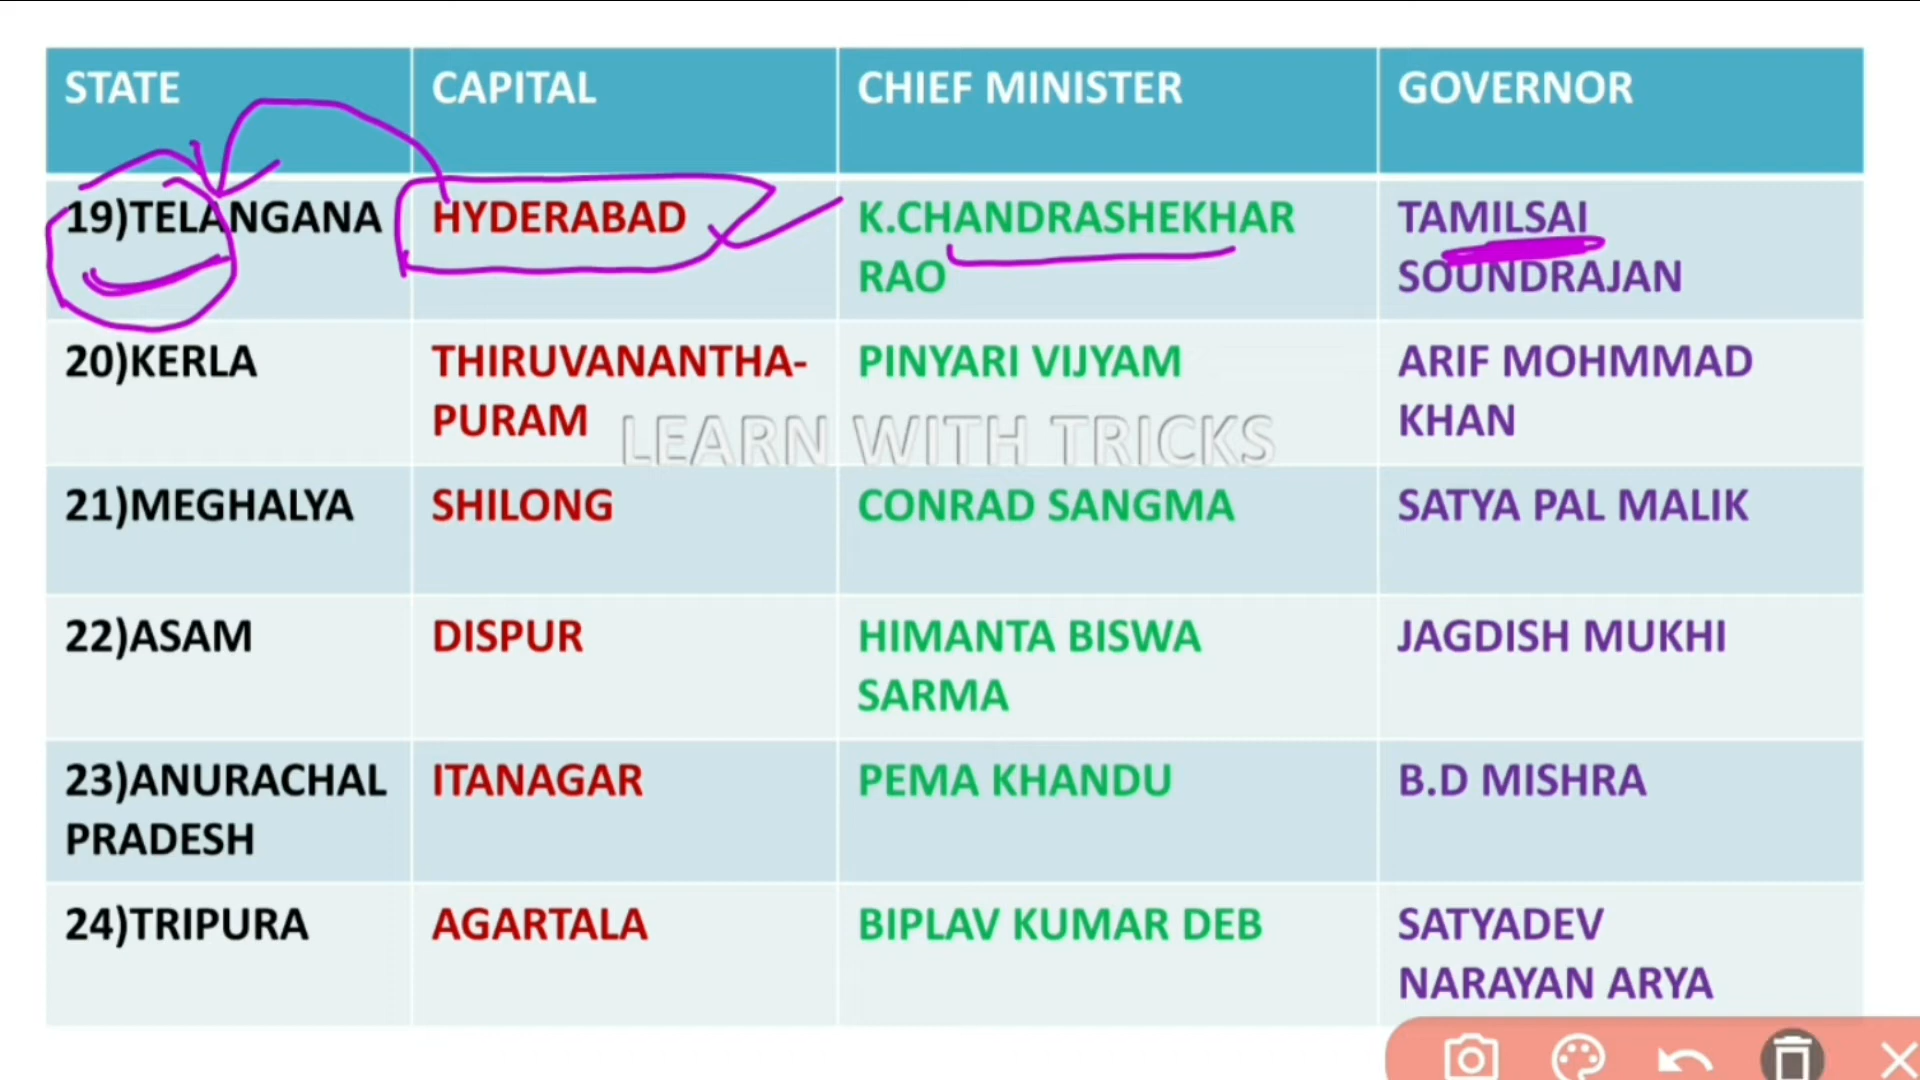 STATE CAPITAL CHIEF MINISTER GOVERNOR
19)TELANGANA HYDERABAD K.CHANDRASHEKHAR TAMILSAI
RAO SOUNDRAJAN
20)KERLA THIRUVANANTHA- PINYARI VIJYAM ARIF MOHMMAD
PURAM KHAN
LEARN WITH TRICKS
21)MEGHALYA SHILONG CONRAD SANGMA SATYA PAL MALIK
22)ASAM DISPUR HIMANTA BISWA JAGDISH MUKHI
SARMA
23)ANURACHAL ITANAGAR PEMA KHANDU B.D MISHRA
PRADESH
24)TRIPURA AGARTALA BIPLAV KUMAR DEB SATYADEV
NARAYAN ARYA